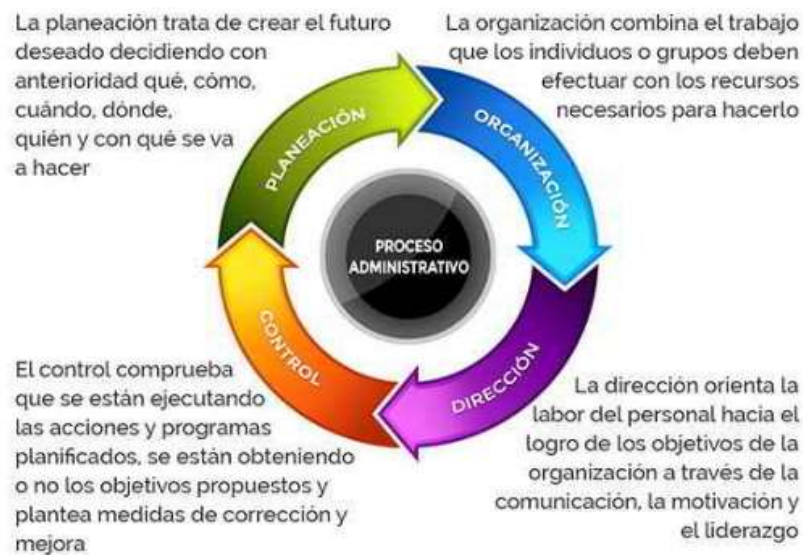 La planeación trata de crear el futuro
deseado decidiendo con
anterioridad qué, cómo,
cuándo, dónde,
quién y con qué se va
a hacer
La organización combina el trabajo
que los individuos o grupos deben
efectuar con los recursos
necesarios para hacerlo
PLANEACIÓN
ORGANIZACIÓN
PROCESO
ADMINISTRATIVO
CONTROL
DIRECCIÓN
El control comprueba
que se están ejecutando
las acciones y programas
planificados, se están obteniendo
o no los objetivos propuestos y
plantea medidas de corrección y
mejora
La dirección orienta la
labor del personal hacia el
logro de los objetivos de la
organización a través de la
comunicación, la motivación y
el liderazgo